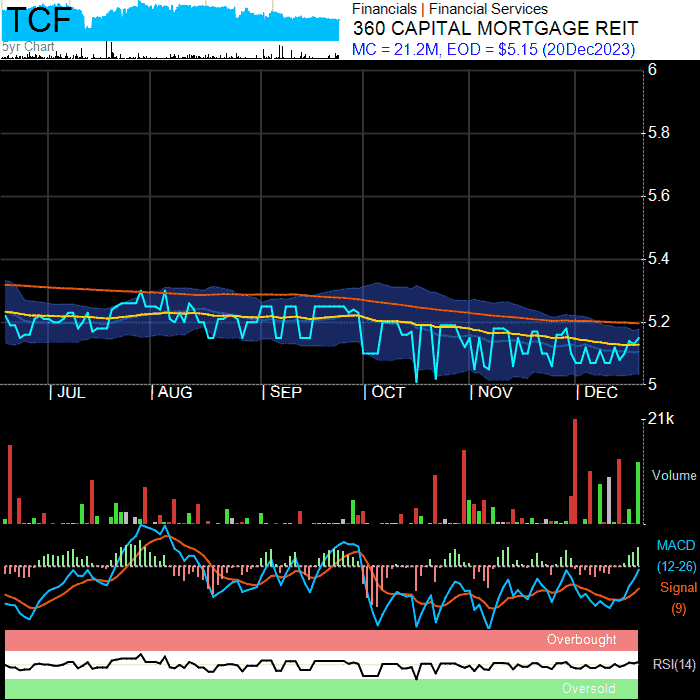 TCF
5yr Chart
Financials | Financial Services
360 CAPITAL MORTGAGE REIT
MC = 21.2M, EOD = $5.15 (20Dec2023)
6
5.8
5.6
5.4
5.2
5
| JUL | AUG | SEP | OCT | NOV | DEC
21k
Volume
MACD
(12-26)
Signal
(9)
Overbought
RSI(14)
Oversold